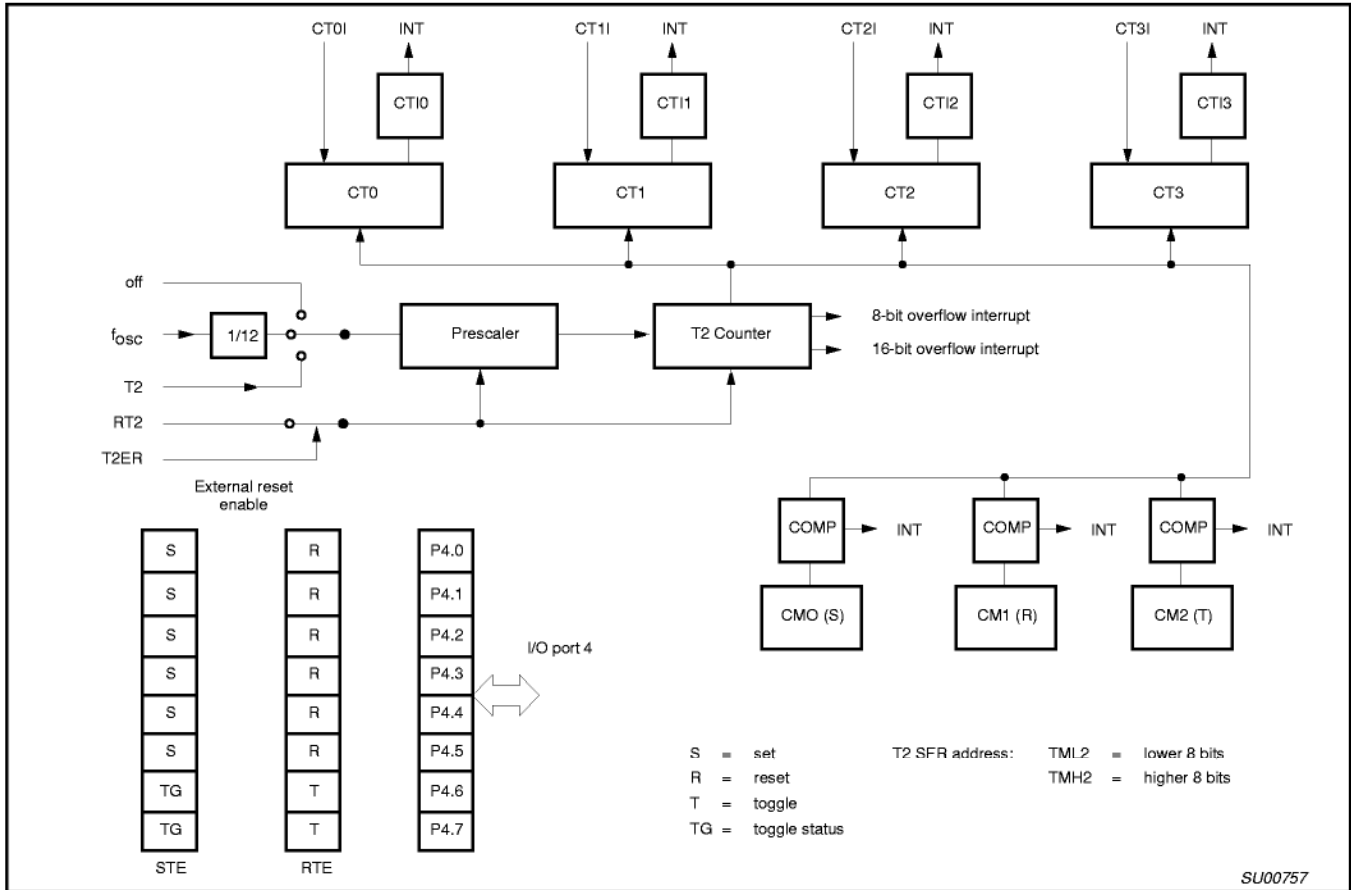 CT0I INT CT1I INT CT2I INT CT3I INT
CTI0 CTI1 CTI2 CTI3
CT0 CT1 CT2 CT3
off
fosc 1/12 Prescaler T2 Counter 8-bit overflow interrupt
16-bit overflow interrupt
T2
RT2
T2ER
External reset
enable
COMP INT COMP INT COMP INT
CMO (S) CM1 (R) CM2 (T)
S R P4.0
S R P4.1
S R P4.2
I/O port 4
S R P4.3
S R P4.4
S R P4.5
TG T P4.6
TG T P4.7
STE RTE
S = set T2 SFR address: TML2 = lower 8 bits
R = reset TMH2 = higher 8 bits
T = toggle
TG = toggle status
SU00757